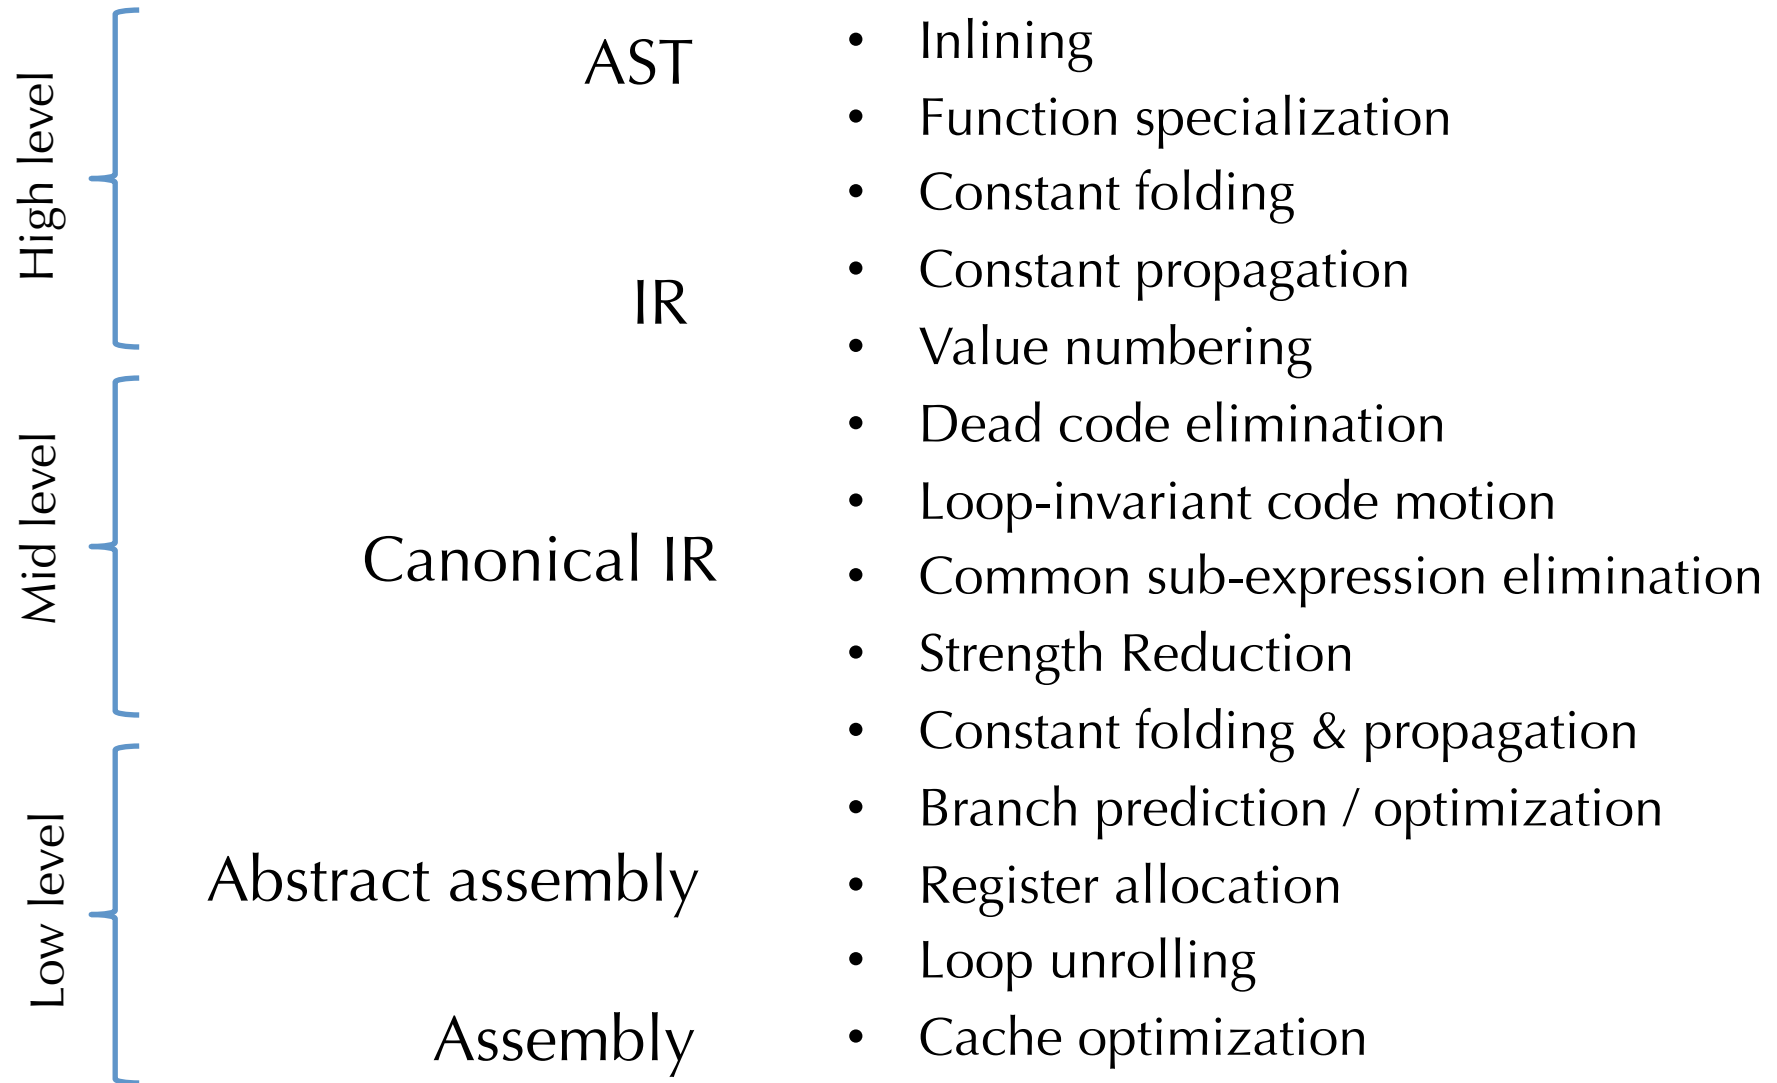 High level
AST
IR
Mid level
Canonical IR
Low level
Abstract assembly
Assembly
• Inlining
• Function specialization
• Constant folding
• Constant propagation
• Value numbering
• Dead code elimination
• Loop-invariant code motion
• Common sub-expression elimination
• Strength Reduction
• Constant folding & propagation
• Branch prediction / optimization
• Register allocation
• Loop unrolling
• Cache optimization